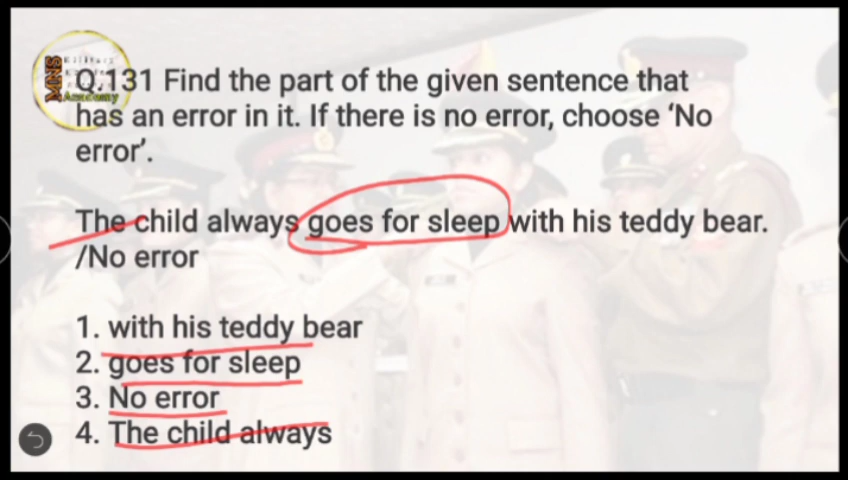 MNS
Academy
Q.131 Find the part of the given sentence that
has an error in it. If there is no error, choose ‘No
error’.
The child always goes for sleep with his teddy bear.
/No error
1. with his teddy bear
2. goes for sleep
3. No error
4. The child always